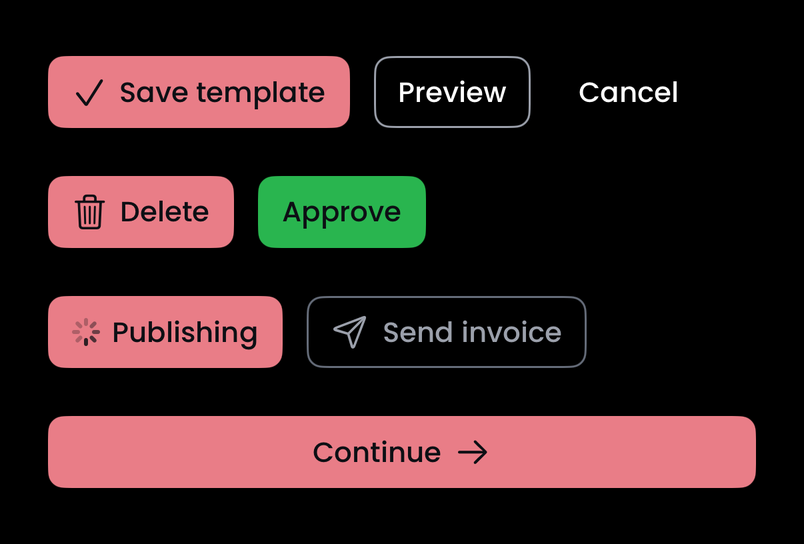 Save template Preview Cancel
Delete Approve
Publishing Send invoice
Continue